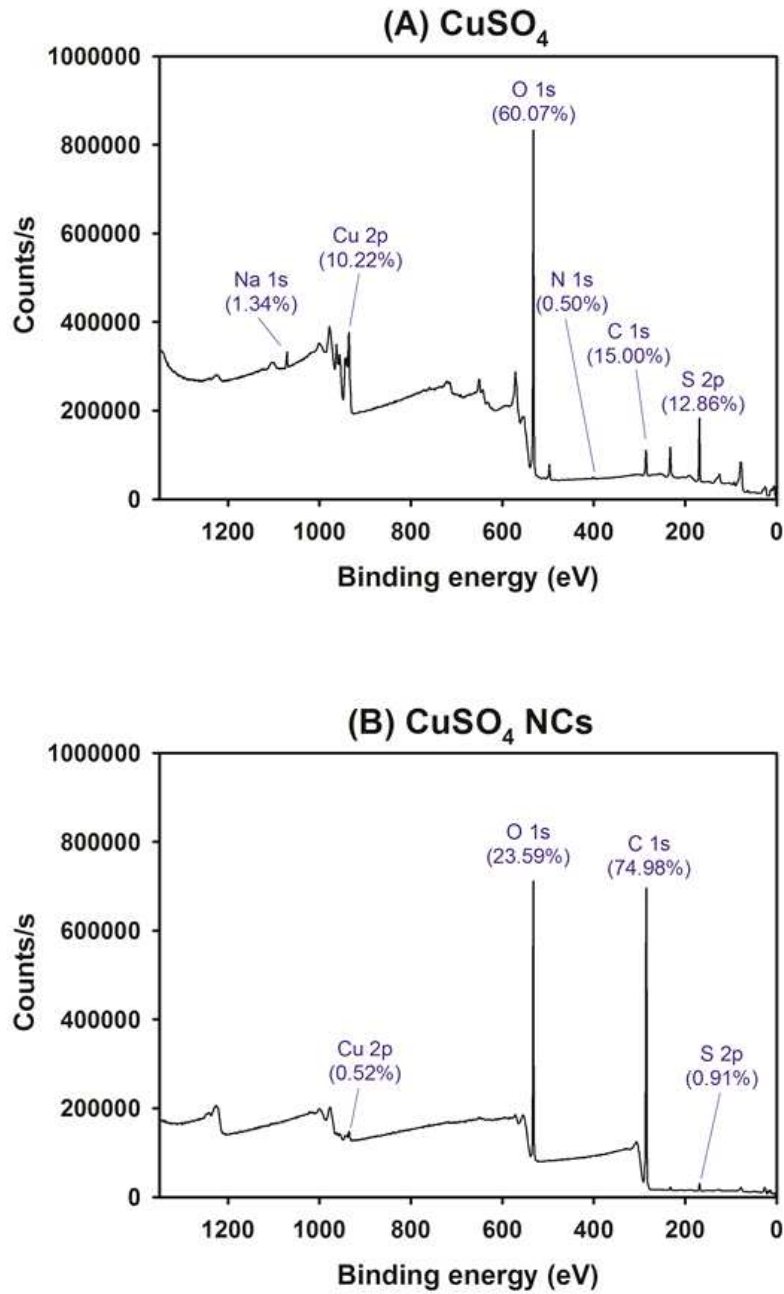 (A) CuSO4
1000000
800000
600000
400000
200000
0
Counts/s
O 1s
(60.07%)
Cu 2p
(10.22%)
Na 1s
(1.34%)
N 1s
(0.50%)
C 1s
(15.00%)
S 2p
(12.86%)
1200 1000 800 600 400 200 0
Binding energy (eV)
(B) CuSO4 NCs
1000000
800000
600000
400000
200000
0
Counts/s
O 1s
(23.59%)
C 1s
(74.98%)
Cu 2p
(0.52%)
S 2p
(0.91%)
1200 1000 800 600 400 200 0
Binding energy (eV)